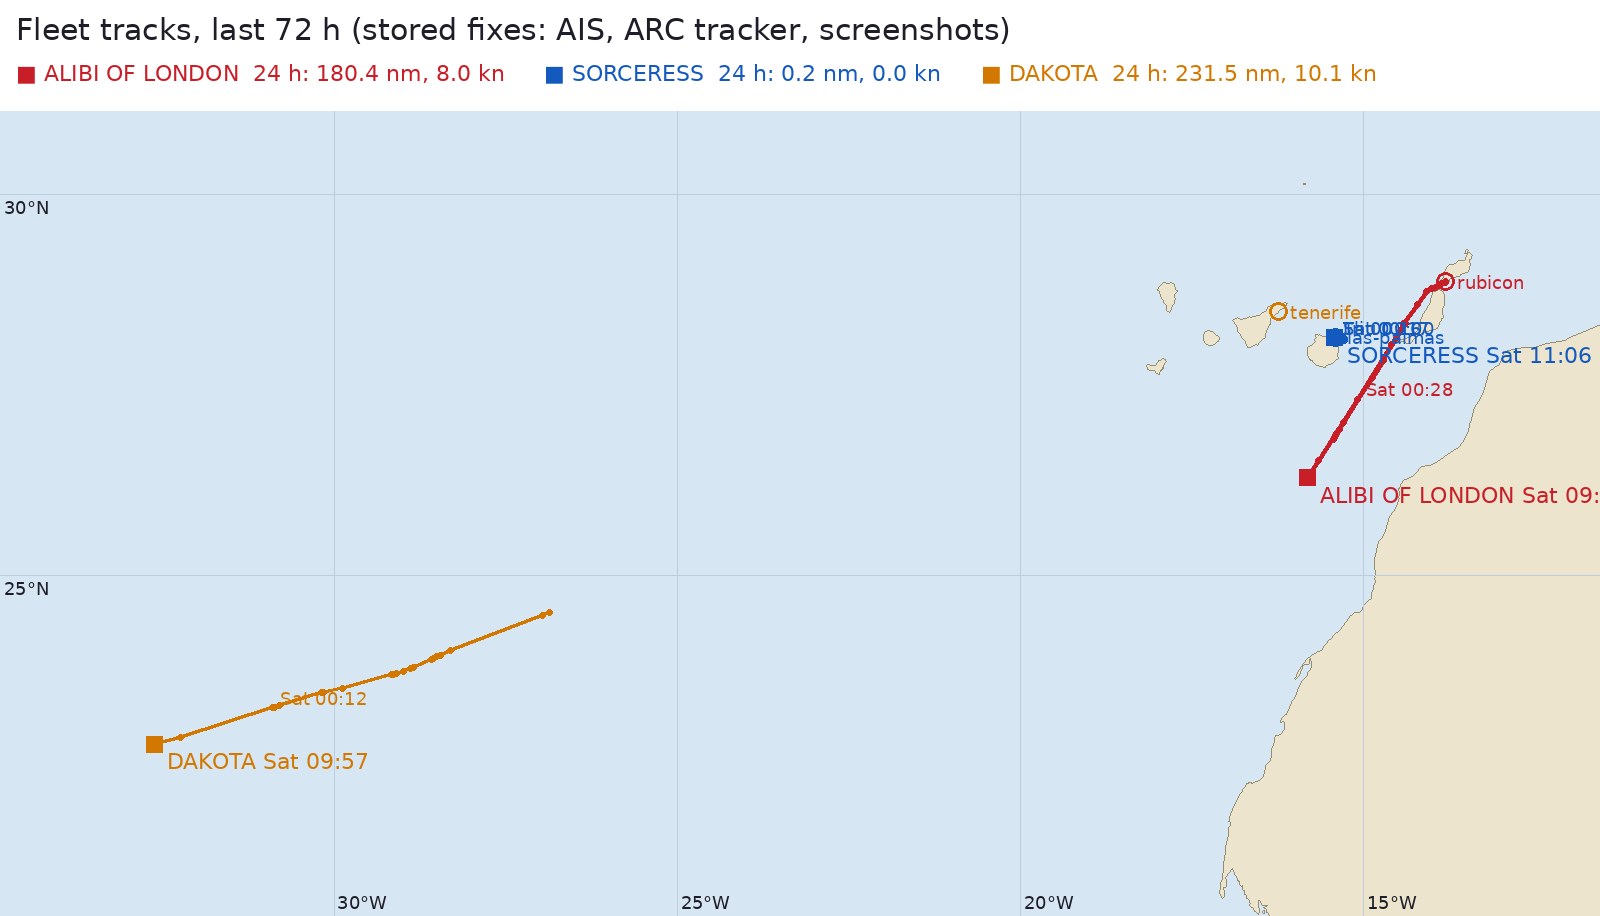 Fleet tracks, last 72 h (stored fixes: AIS, ARC tracker, screenshots)
ALIBI OF LONDON 24 h: 180.4 nm, 8.0 kn
SORCERESS 24 h: 0.2 nm, 0.0 kn
DAKOTA 24 h: 231.5 nm, 10.1 kn
30°N
rubicon
tenerife
las-palmas
SORCERESS Sat 11:06
Sat 00:28
ALIBI OF LONDON Sat 09:
25°N
Sat 00:12
DAKOTA Sat 09:57
30°W
25°W
20°W
15°W